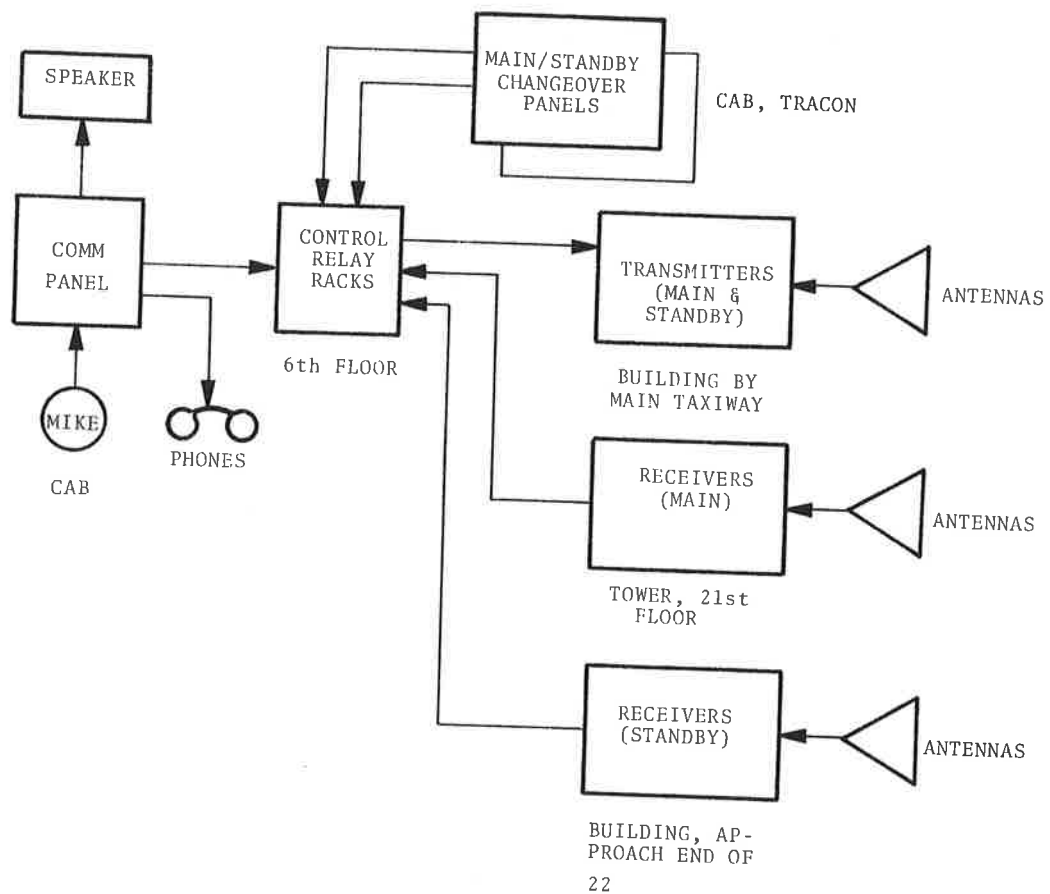 SPEAKER
MAIN/STANDBY
CHANGEOVER
PANELS
CAB, TRACON
COMM
PANEL
CONTROL
RELAY
RACKS
6th FLOOR
TRANSMITTERS
(MAIN &
STANDBY)
ANTENNAS
BUILDING BY
MAIN TAXIWAY
MIKE
CAB
PHONES
RECEIVERS
(MAIN)
ANTENNAS
TOWER, 21st
FLOOR
RECEIVERS
(STANDBY)
ANTENNAS
BUILDING, AP-
PROACH END OF
22